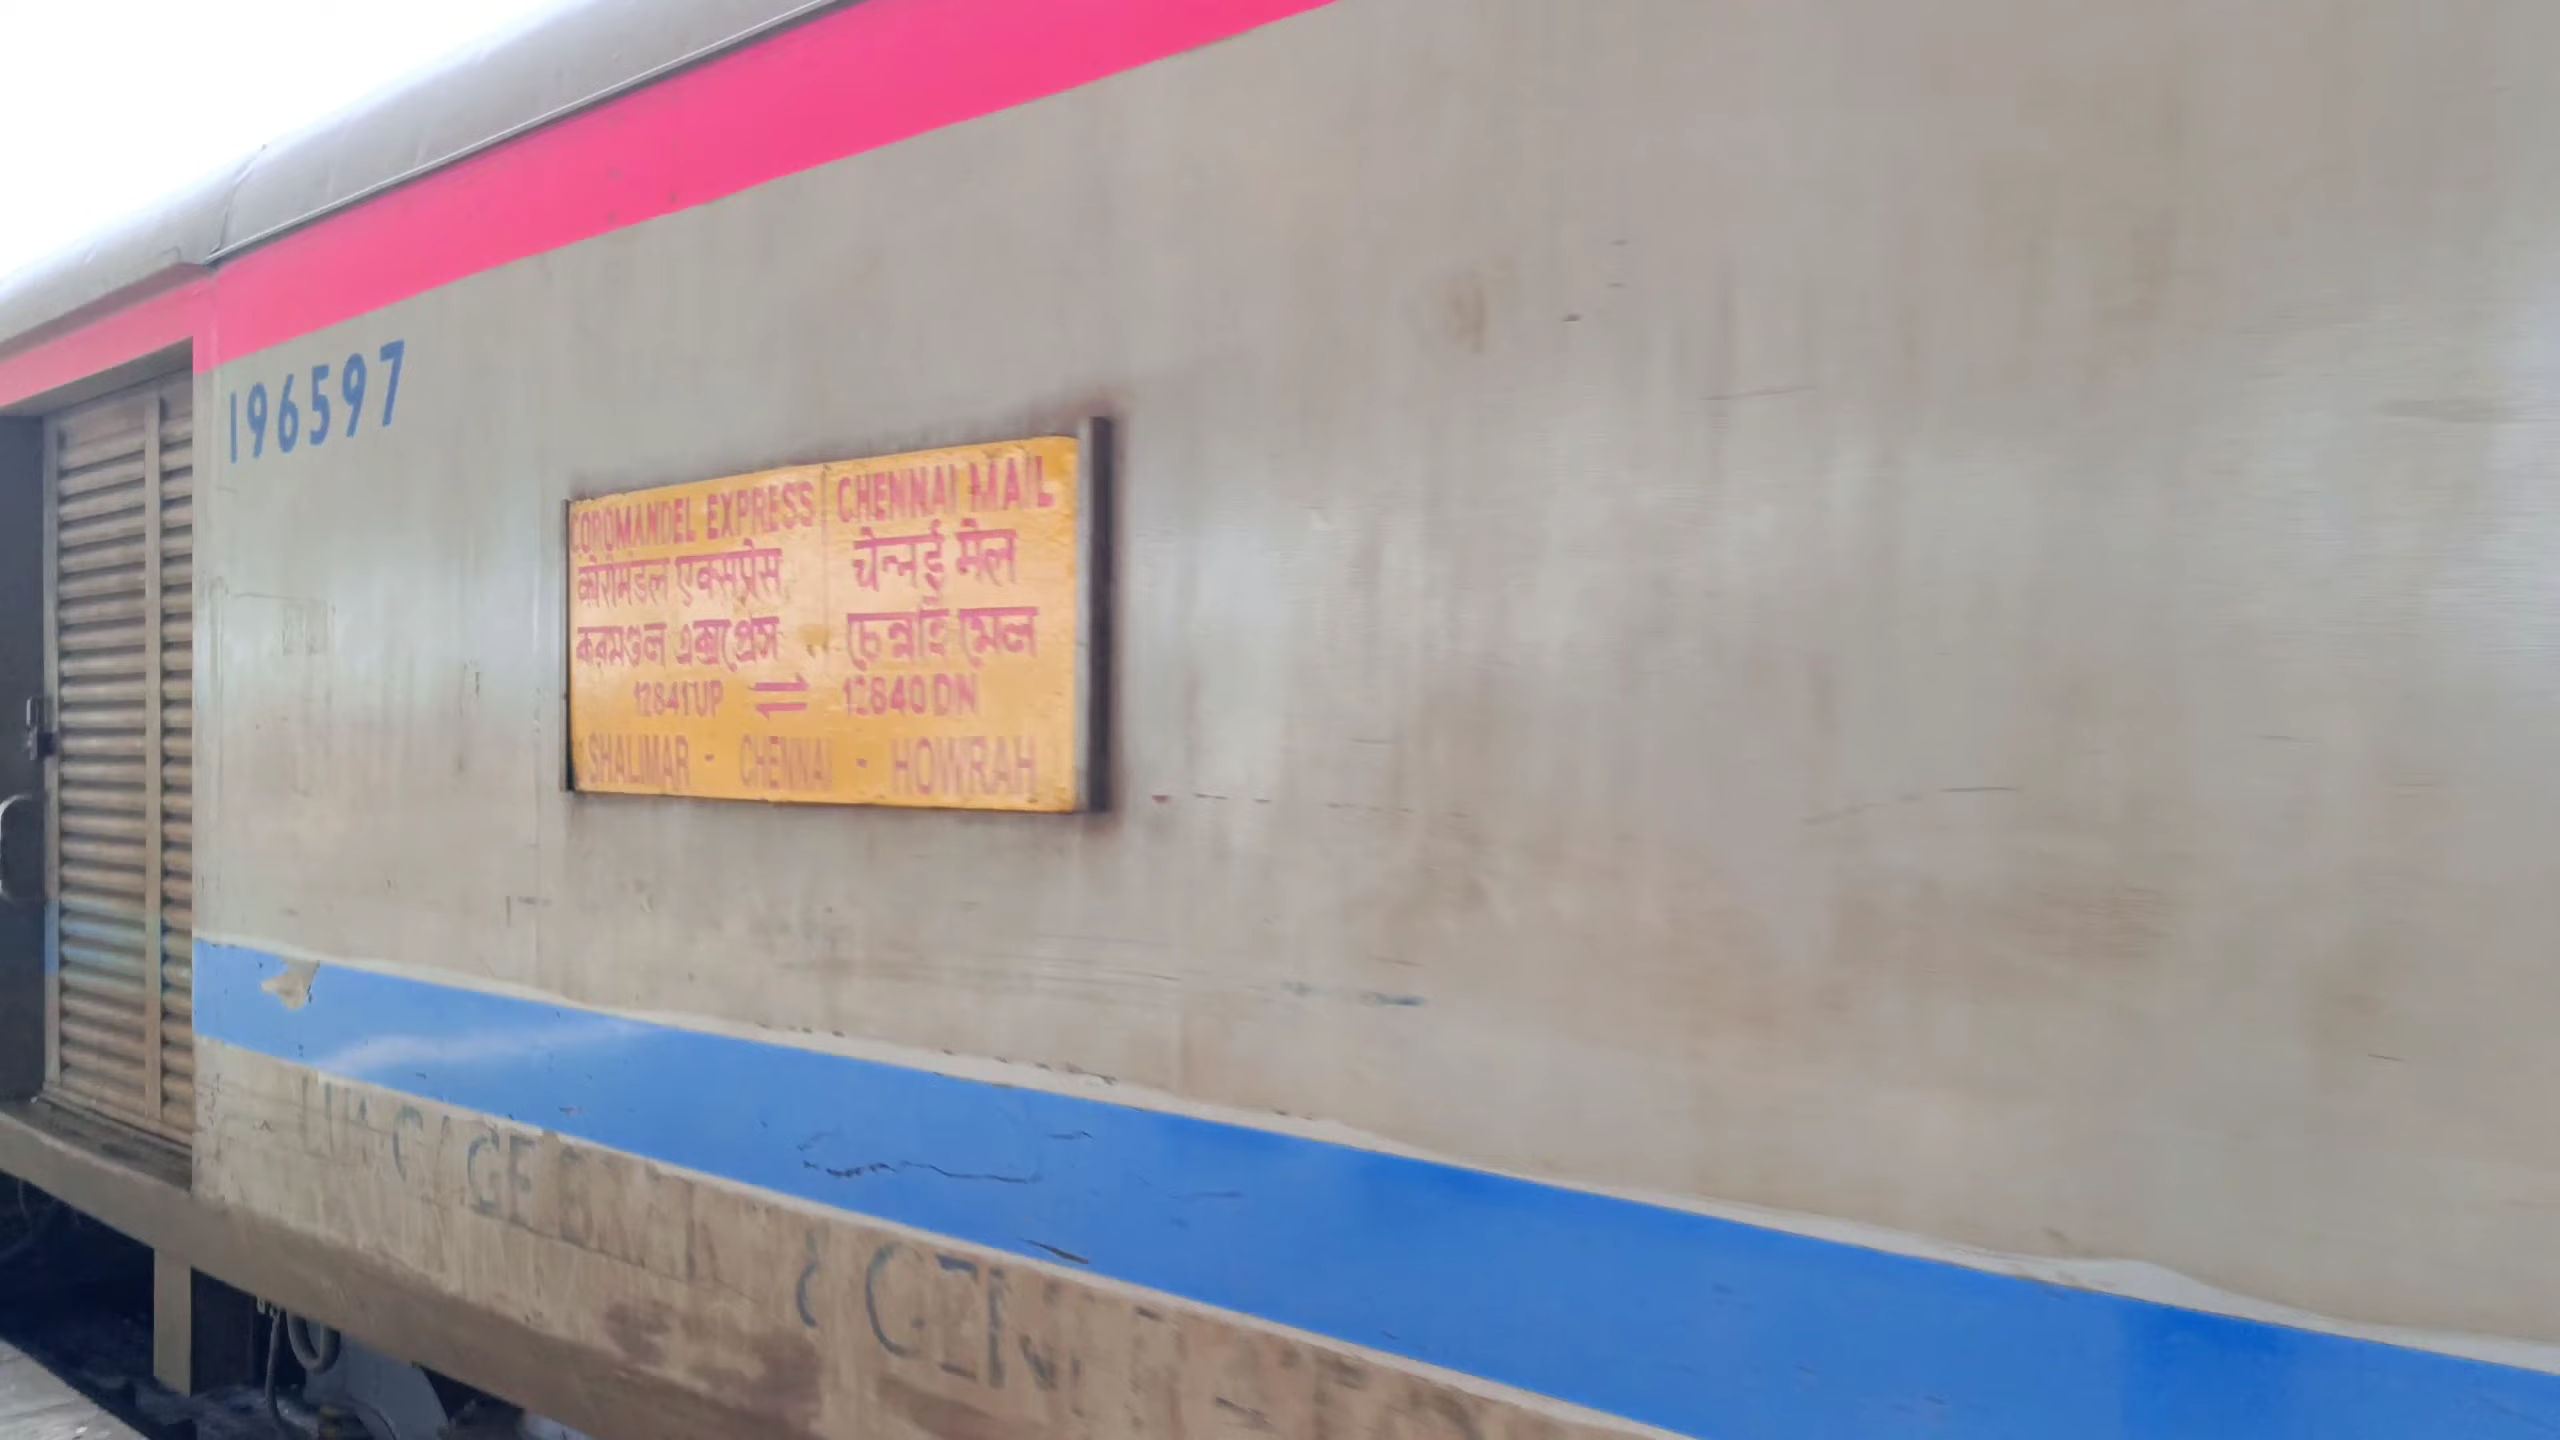 196597
COROMANDEL EXPRESS CHENNAI MAIL
कोरोमंडल एक्सप्रेस चेन्नई मेल
করমণ্ডল এক্সপ্রেস চেন্নাই মেল
12841 UP ⇌ 12840 DN
SHALIMAR - CHENNAI - HOWRAH